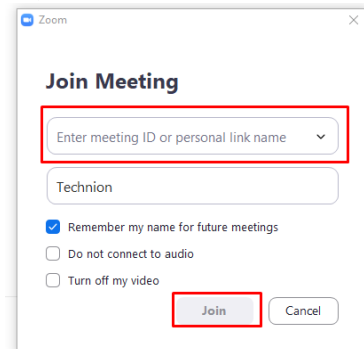 Zoom
Join Meeting
Enter meeting ID or personal link name
Technion
Remember my name for future meetings
Do not connect to audio
Turn off my video
Join Cancel